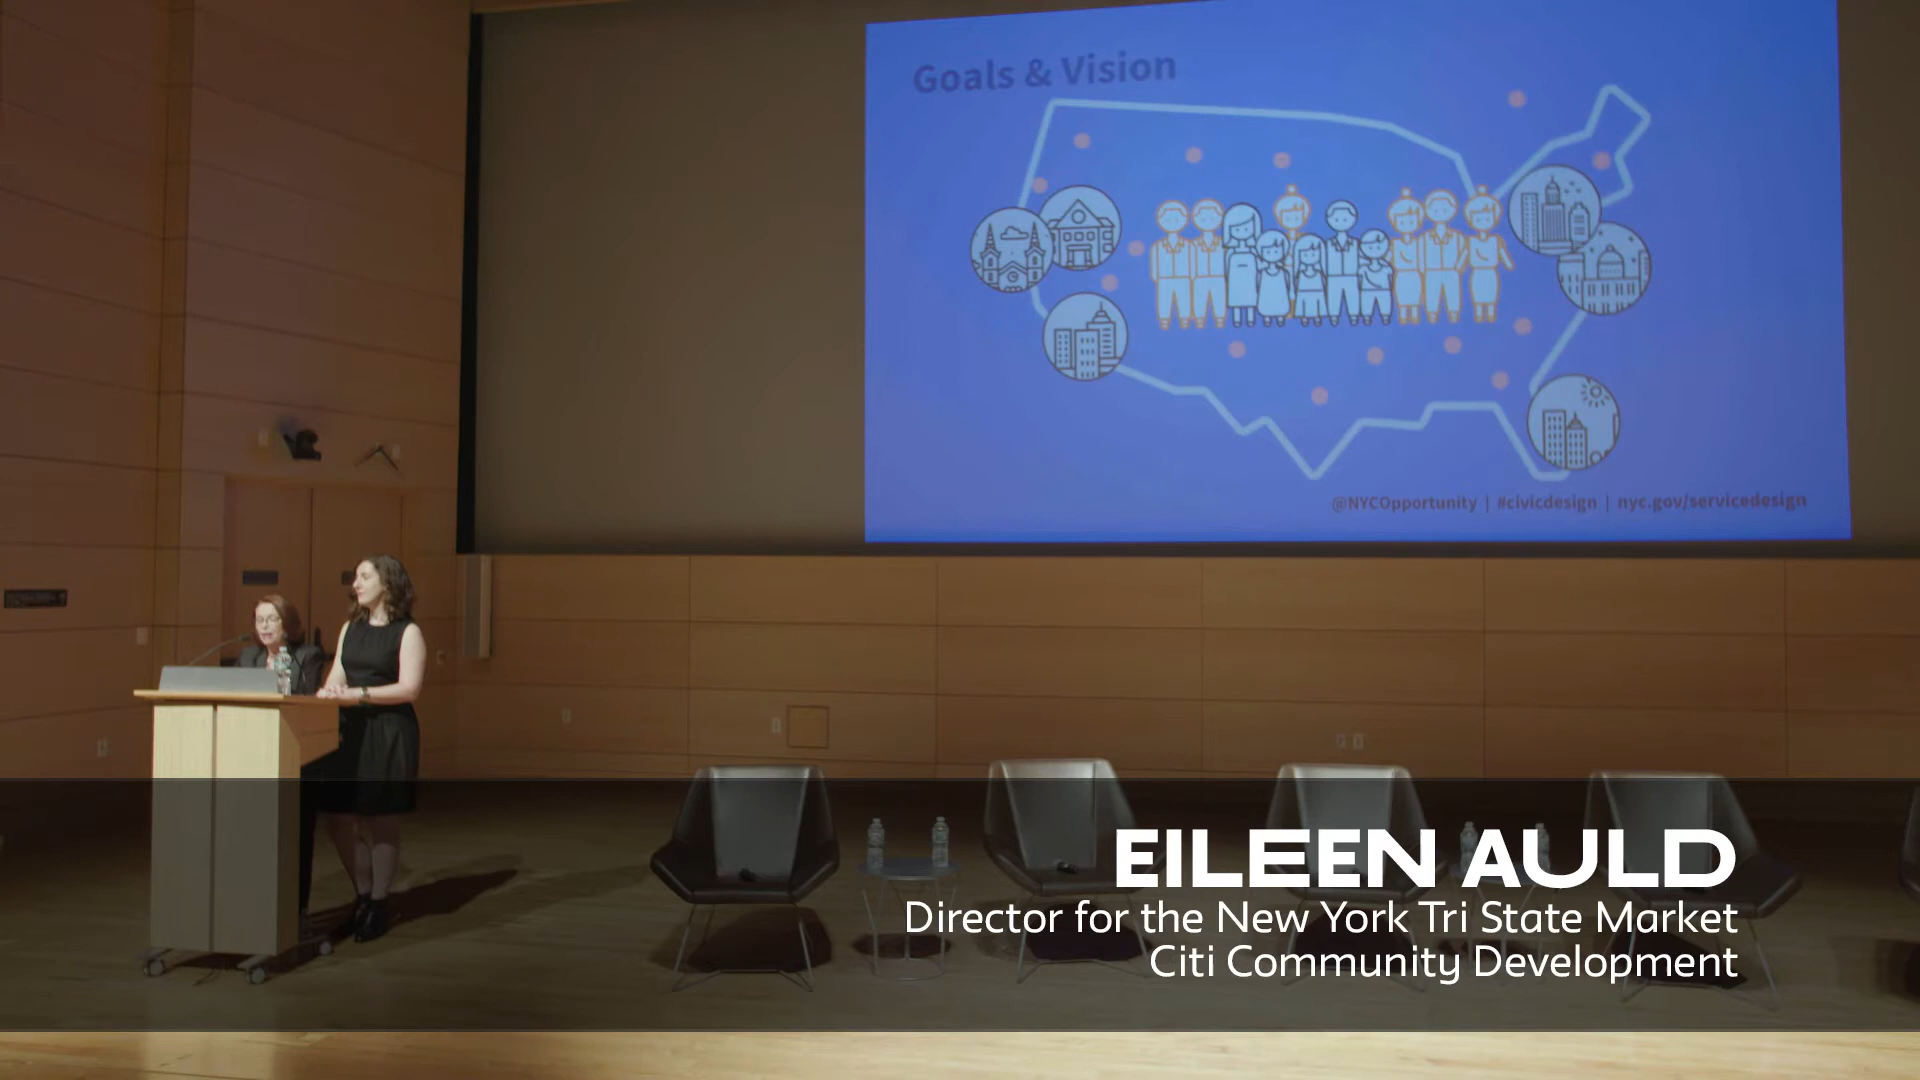 Goals & Vision
@NYCOpportunity | #civicdesign | nyc.gov/servicedesign
EILEEN AULD
Director for the New York Tri State Market
Citi Community Development